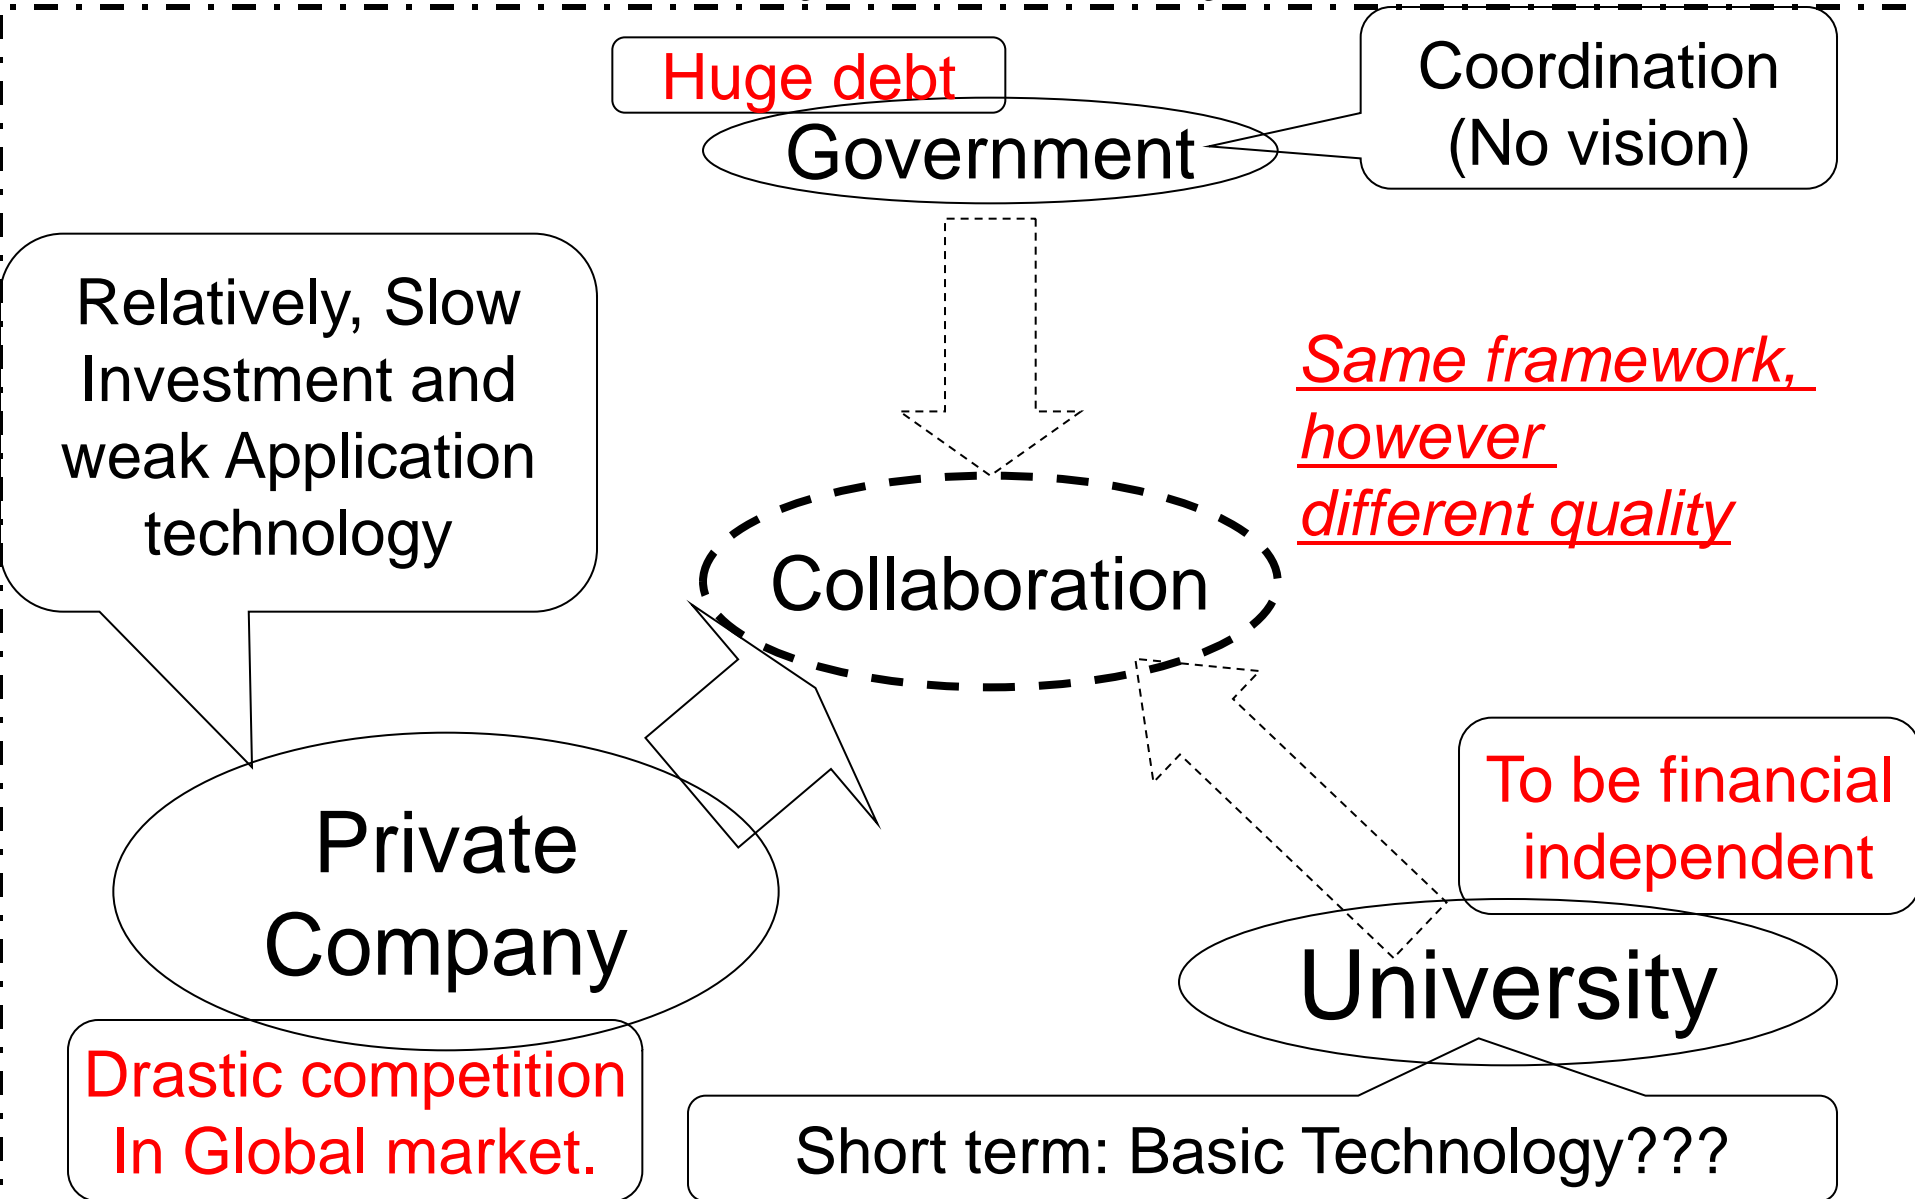 Huge debt
Government
Coordination
(No vision)
Relatively, Slow
Investment and
weak Application
technology
Same framework,
however
different quality
Collaboration
Private
Company
To be financial
independent
University
Drastic competition
In Global market.
Short term: Basic Technology???